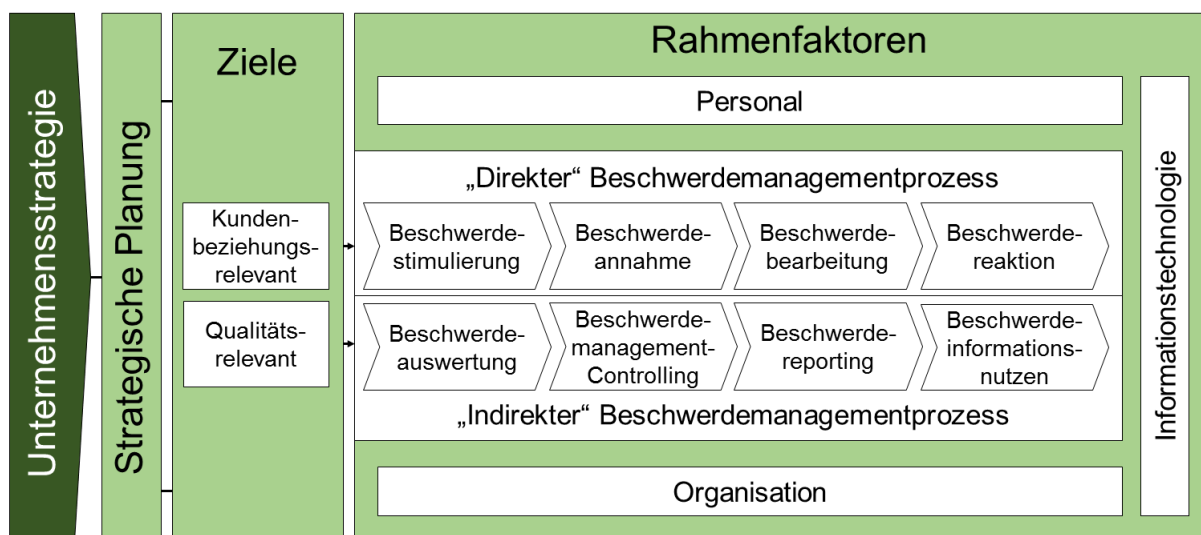 Unternehmensstrategie
Strategische Planung
Ziele
Kunden-
beziehungs-
relevant
Qualitäts-
relevant
Rahmenfaktoren
Personal
„Direkter“ Beschwerdemanagementprozess
Beschwerde-
stimulierung
Beschwerde-
annahme
Beschwerde-
bearbeitung
Beschwerde-
reaktion
Beschwerde-
auswertung
Beschwerde-
management-
Controlling
Beschwerde-
reporting
Beschwerde-
informations-
nutzen
„Indirekter“ Beschwerdemanagementprozess
Organisation
Informationstechnologie